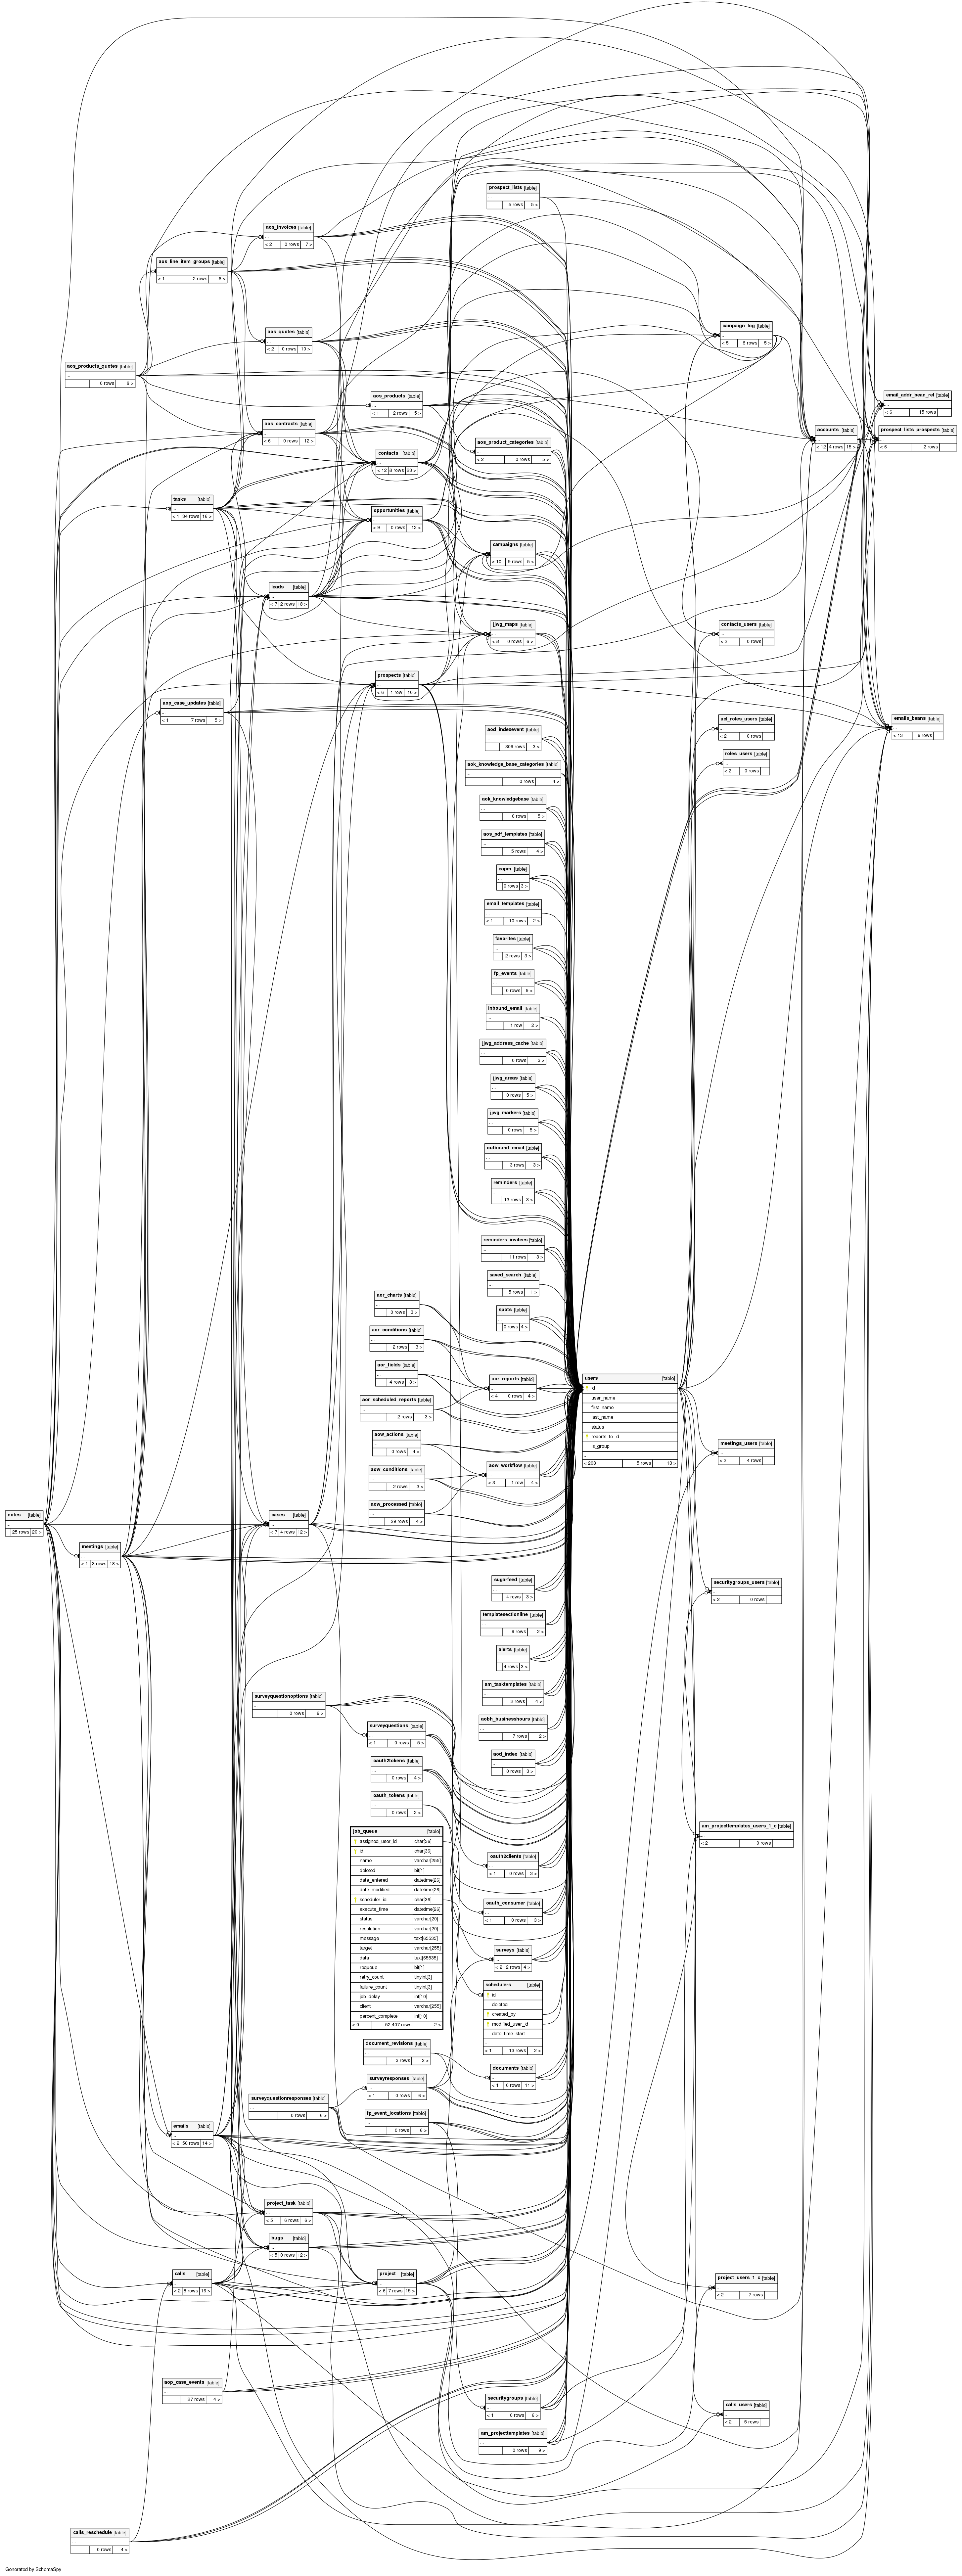 prospect_lists [table]
...
5 rows 5 >
aos_invoices [table]
...
< 2 0 rows 7 >
aos_line_item_groups [table]
...
< 1 2 rows 6 >
aos_quotes [table]
...
< 2 0 rows 10 >
campaign_log [table]
...
< 5 8 rows 5 >
aos_products_quotes [table]
...
0 rows 8 >
aos_products [table]
...
< 1 2 rows 5 >
email_addr_bean_rel [table]
...
< 6 15 rows
aos_contracts [table]
...
< 6 0 rows 12 >
accounts [table]
...
< 12 4 rows 15 >
prospect_lists_prospects [table]
...
< 6 2 rows
aos_product_categories [table]
...
< 2 0 rows 5 >
contacts [table]
...
< 12 8 rows 23 >
tasks [table]
...
< 1 34 rows 16 >
opportunities [table]
...
< 9 0 rows 12 >
campaigns [table]
...
< 10 9 rows 5 >
leads [table]
...
< 7 2 rows 18 >
jjwg_maps [table]
...
< 8 0 rows 6 >
contacts_users [table]
...
< 2 0 rows
prospects [table]
...
< 6 1 row 10 >
aop_case_updates [table]
...
< 1 7 rows 5 >
acl_roles_users [table]
...
< 2 0 rows
emails_beans [table]
...
< 13 6 rows
aod_indexevent [table]
...
309 rows 3 >
roles_users [table]
...
< 2 0 rows
aok_knowledge_base_categories [table]
...
0 rows 4 >
aok_knowledgebase [table]
...
0 rows 5 >
aos_pdf_templates [table]
...
5 rows 4 >
eapm [table]
...
0 rows 3 >
email_templates [table]
...
< 1 10 rows 2 >
favorites [table]
...
2 rows 3 >
fp_events [table]
...
0 rows 9 >
inbound_email [table]
...
1 row 2 >
jjwg_address_cache [table]
...
0 rows 3 >
jjwg_areas [table]
...
0 rows 5 >
jjwg_markers [table]
...
0 rows 5 >
outbound_email [table]
...
3 rows 3 >
reminders [table]
...
13 rows 3 >
reminders_invitees [table]
...
11 rows 3 >
saved_search [table]
...
5 rows 1 >
aor_charts [table]
...
0 rows 3 >
spots [table]
...
0 rows 4 >
aor_conditions [table]
...
2 rows 3 >
aor_fields [table]
...
4 rows 3 >
aor_reports [table]
...
< 4 0 rows 4 >
users [table]
id
user_name
first_name
last_name
status
reports_to_id
is_group
...
< 203 5 rows 13 >
aor_scheduled_reports [table]
...
2 rows 3 >
aow_actions [table]
...
0 rows 4 >
meetings_users [table]
...
< 2 4 rows
aow_conditions [table]
...
2 rows 3 >
aow_workflow [table]
...
< 3 1 row 4 >
aow_processed [table]
...
29 rows 4 >
notes [table]
...
25 rows 20 >
cases [table]
...
< 7 4 rows 12 >
meetings [table]
...
< 1 3 rows 18 >
sugarfeed [table]
...
4 rows 3 >
securitygroups_users [table]
...
< 2 0 rows
templatesectionline [table]
...
9 rows 2 >
alerts [table]
...
4 rows 3 >
am_tasktemplates [table]
...
2 rows 4 >
surveyquestionoptions [table]
...
0 rows 6 >
aobh_businesshours [table]
...
7 rows 2 >
surveyquestions [table]
...
< 1 0 rows 5 >
aod_index [table]
...
0 rows 3 >
oauth2tokens [table]
...
0 rows 4 >
oauth_tokens [table]
...
0 rows 2 >
am_projecttemplates_users_1_c [table]
...
< 2 0 rows
job_queue [table]
assigned_user_id char[36]
id char[36]
name varchar[255]
deleted bit[1]
date_entered datetime[26]
date_modified datetime[26]
scheduler_id char[36]
execute_time datetime[26]
status varchar[20]
resolution varchar[20]
message text[65535]
target varchar[255]
data text[65535]
requeue bit[1]
retry_count tinyint[3]
failure_count tinyint[3]
job_delay int[10]
client varchar[255]
percent_complete int[10]
< 0 52,407 rows 2 >
oauth2clients [table]
...
< 1 0 rows 3 >
oauth_consumer [table]
...
< 1 0 rows 3 >
surveys [table]
...
< 2 2 rows 4 >
schedulers [table]
id
deleted
created_by
modified_user_id
date_time_start
...
< 1 13 rows 2 >
document_revisions [table]
...
3 rows 2 >
documents [table]
...
< 1 0 rows 11 >
surveyresponses [table]
...
< 1 0 rows 6 >
surveyquestionresponses [table]
...
0 rows 5 >
fp_event_locations [table]
...
0 rows 6 >
emails [table]
...
< 2 50 rows 14 >
project_task [table]
...
< 5 6 rows 6 >
bugs [table]
...
< 5 0 rows 12 >
calls [table]
...
< 2 8 rows 16 >
project [table]
...
< 6 7 rows 15 >
project_users_1_c [table]
...
< 2 7 rows
aop_case_events [table]
...
27 rows 4 >
securitygroups [table]
...
< 1 0 rows 6 >
calls_users [table]
...
< 2 5 rows
am_projecttemplates [table]
...
0 rows 9 >
calls_reschedule [table]
...
0 rows 4 >
Generated by SchemaSpy